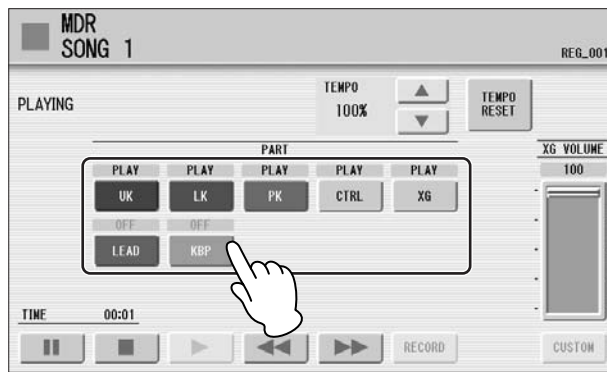 MDR
SONG 1
REG_001
PLAYING
TEMPO
100%
TEMPO
RESET
PART
XG VOLUME
PLAY PLAY PLAY PLAY PLAY
100
UK LK PK CTRL XG
OFF OFF
LEAD KBP
TIME 00:01
RECORD
CUSTOM